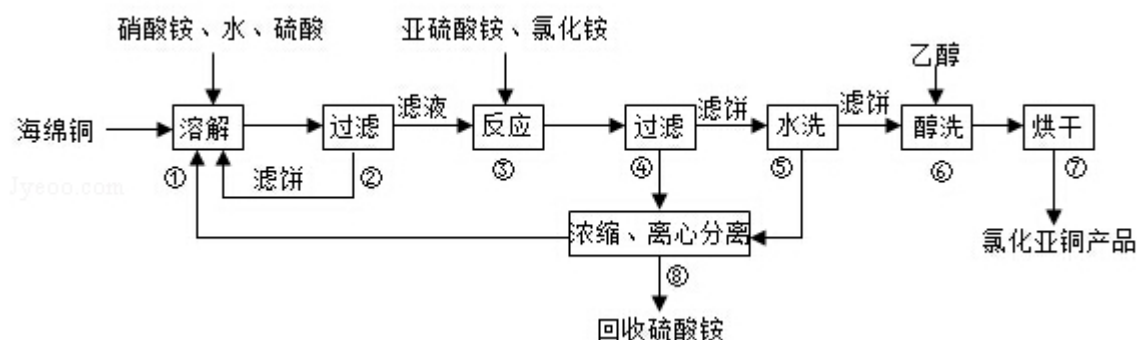 硝酸铵、水、硫酸
亚硫酸铵、氯化铵
乙醇
海绵铜
溶解
过滤
滤液
反应
过滤
滤饼
水洗
滤饼
醇洗
烘干
①
滤饼
②
③
④
⑤
⑥
⑦
Jyeoo.com
浓缩、离心分离
氯化亚铜产品
⑧
回收硫酸铵